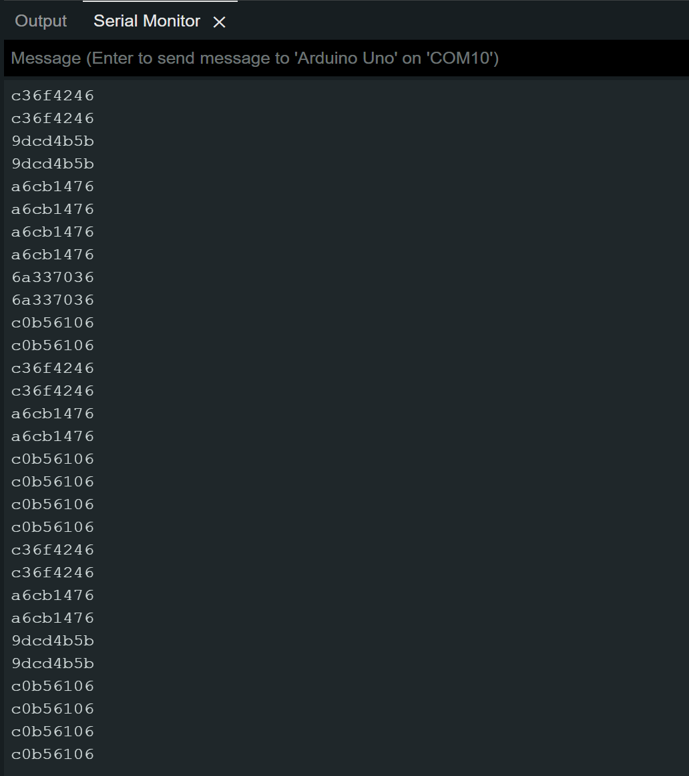 Output Serial Monitor ×
Message (Enter to send message to 'Arduino Uno' on 'COM10')
c36f4246
c36f4246
9dcd4b5b
9dcd4b5b
a6cb1476
a6cb1476
a6cb1476
a6cb1476
6a337036
6a337036
c0b56106
c0b56106
c36f4246
c36f4246
a6cb1476
a6cb1476
c0b56106
c0b56106
c0b56106
c0b56106
c36f4246
c36f4246
a6cb1476
a6cb1476
9dcd4b5b
9dcd4b5b
c0b56106
c0b56106
c0b56106
c0b56106